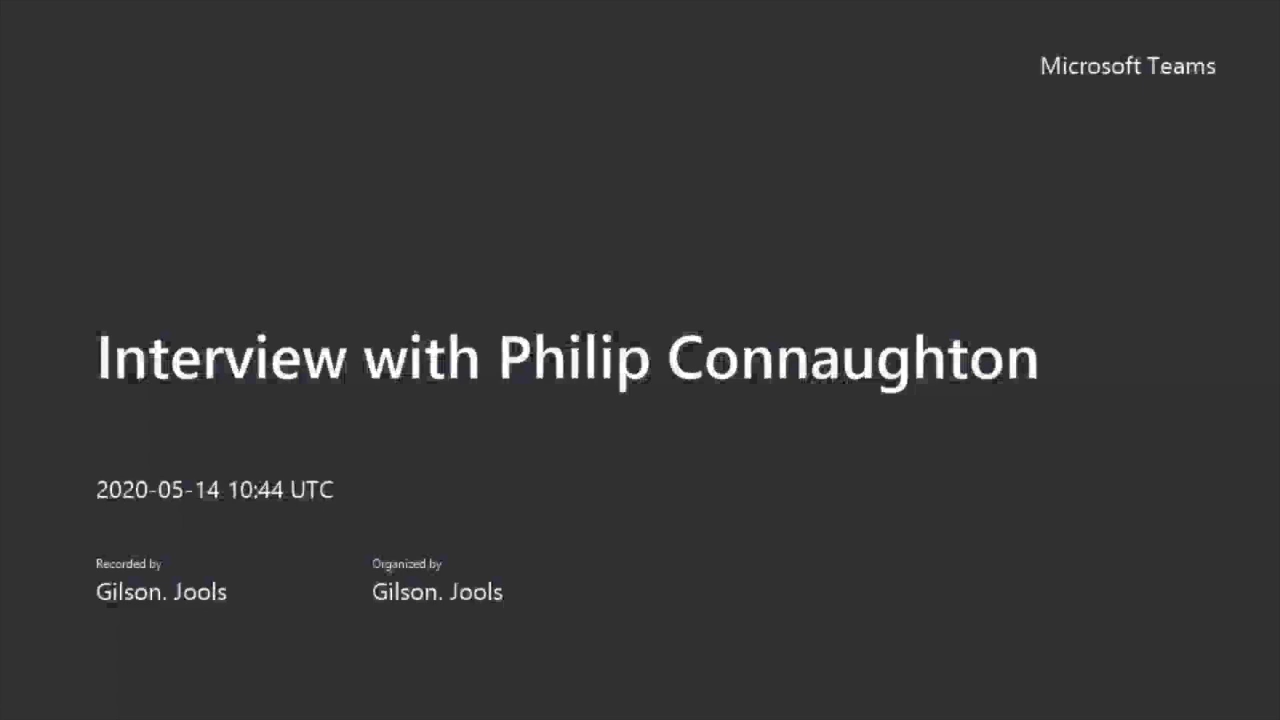 Microsoft Teams
Interview with Philip Connaughton
2020-05-14 10:44 UTC
Recorded by
Gilson. Jools
Organized by
Gilson. Jools